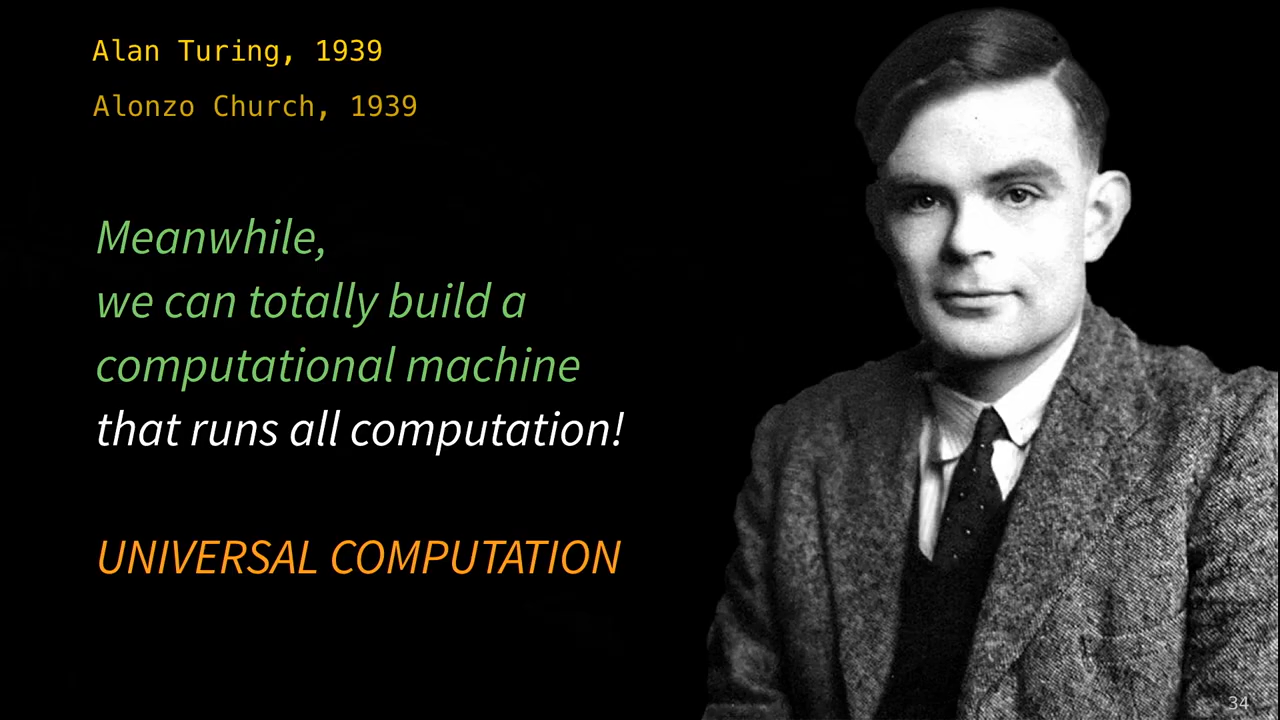 Alan Turing, 1939
Alonzo Church, 1939
Meanwhile,
we can totally build a
computational machine
that runs all computation!
UNIVERSAL COMPUTATION
34